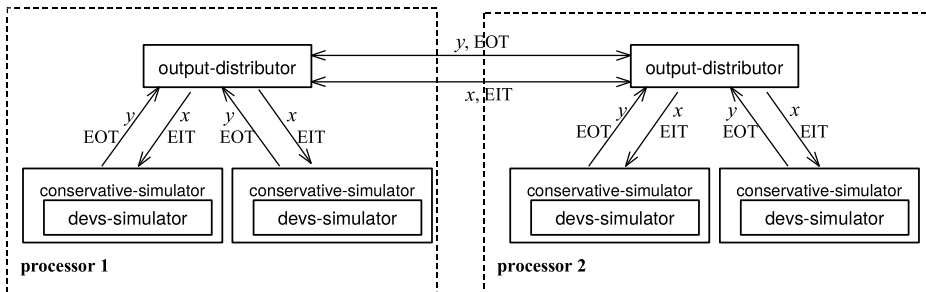 y, EOT
output-distributor
output-distributor
x, EIT
y
x
y
x
EOT
EIT
EOT
EIT
y
x
y
x
EOT
EIT
EOT
EIT
conservative-simulator
devs-simulator
conservative-simulator
devs-simulator
conservative-simulator
devs-simulator
conservative-simulator
devs-simulator
processor 1
processor 2